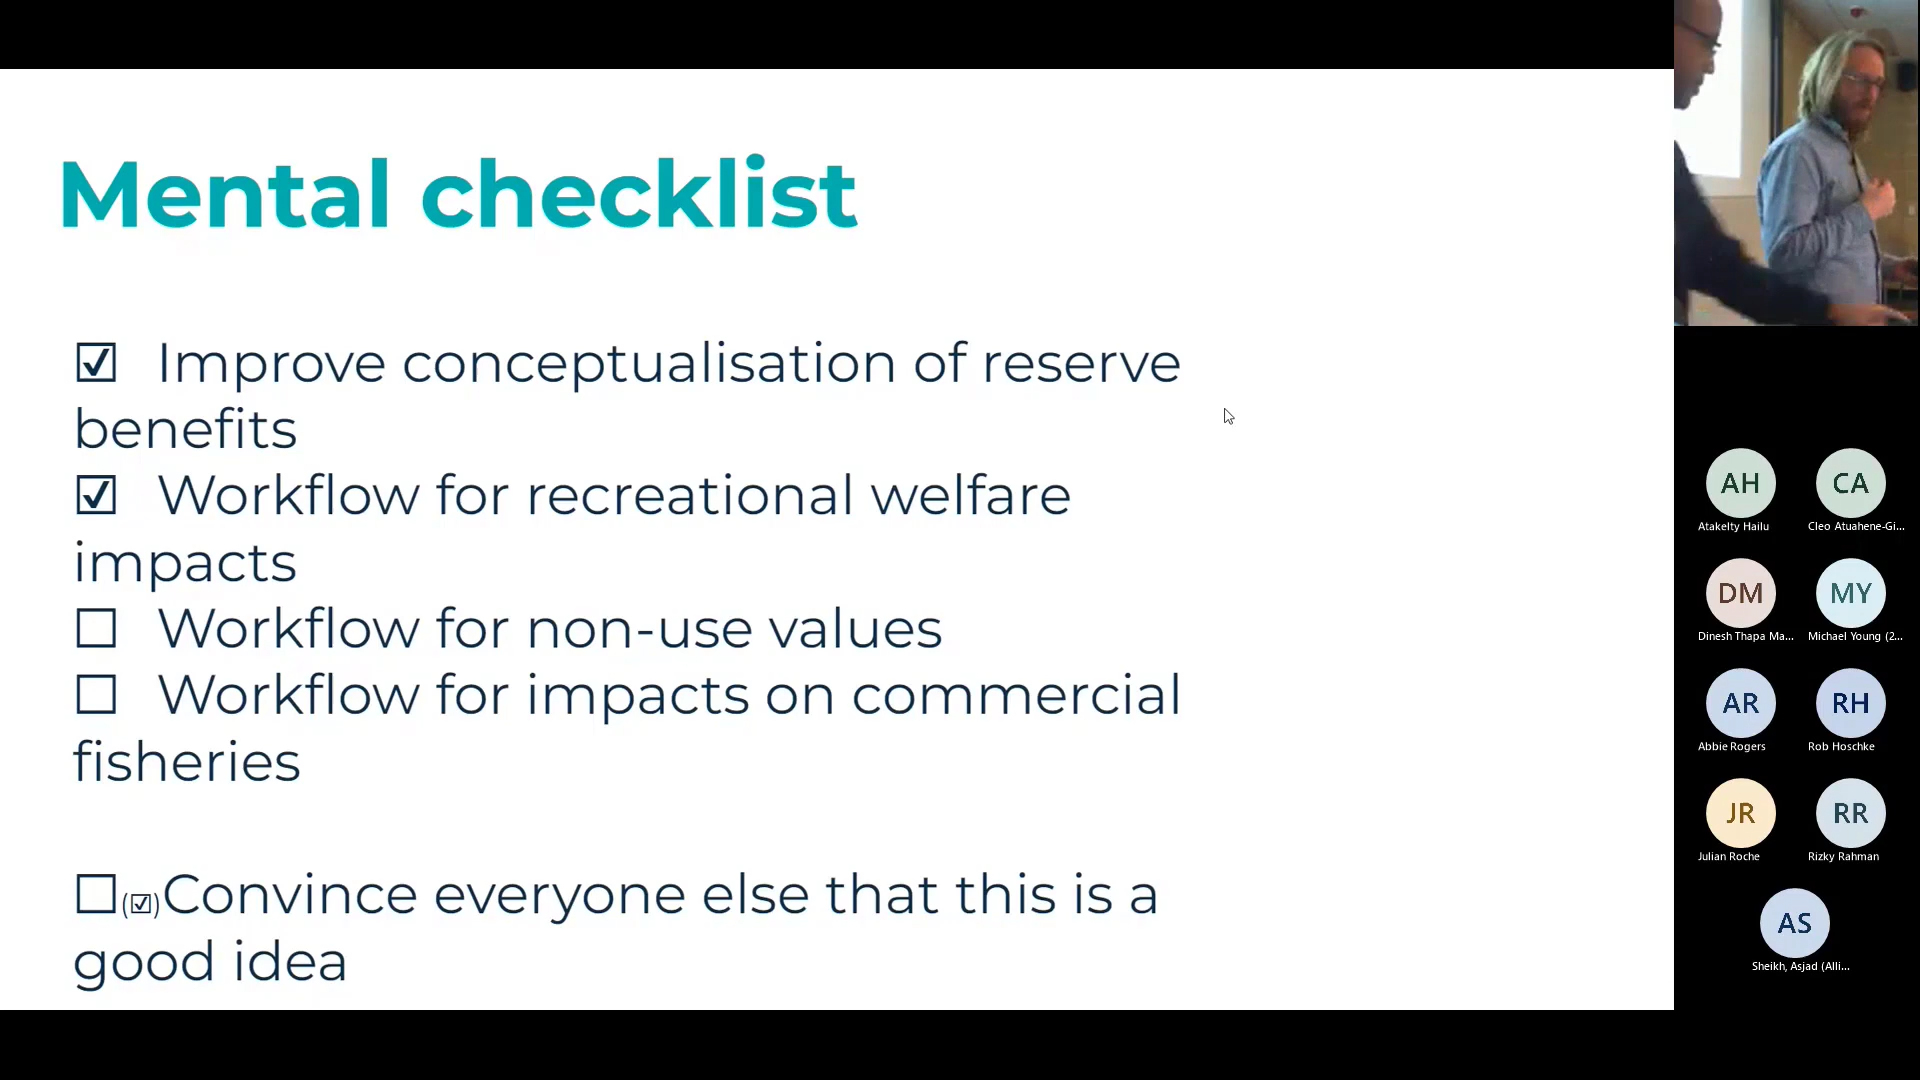 Mental checklist
☑ Improve conceptualisation of reserve
benefits
☑ Workflow for recreational welfare
impacts
☐ Workflow for non-use values
☐ Workflow for impacts on commercial
fisheries
☐(☑)Convince everyone else that this is a
good idea
AH
Atakelty Hailu
CA
Cleo Atuahene-Gi...
DM
Dinesh Thapa Ma...
MY
Michael Young (2...
AR
Abbie Rogers
RH
Rob Hoschke
JR
Julian Roche
RR
Rizky Rahman
AS
Sheikh, Asjad (Alli...